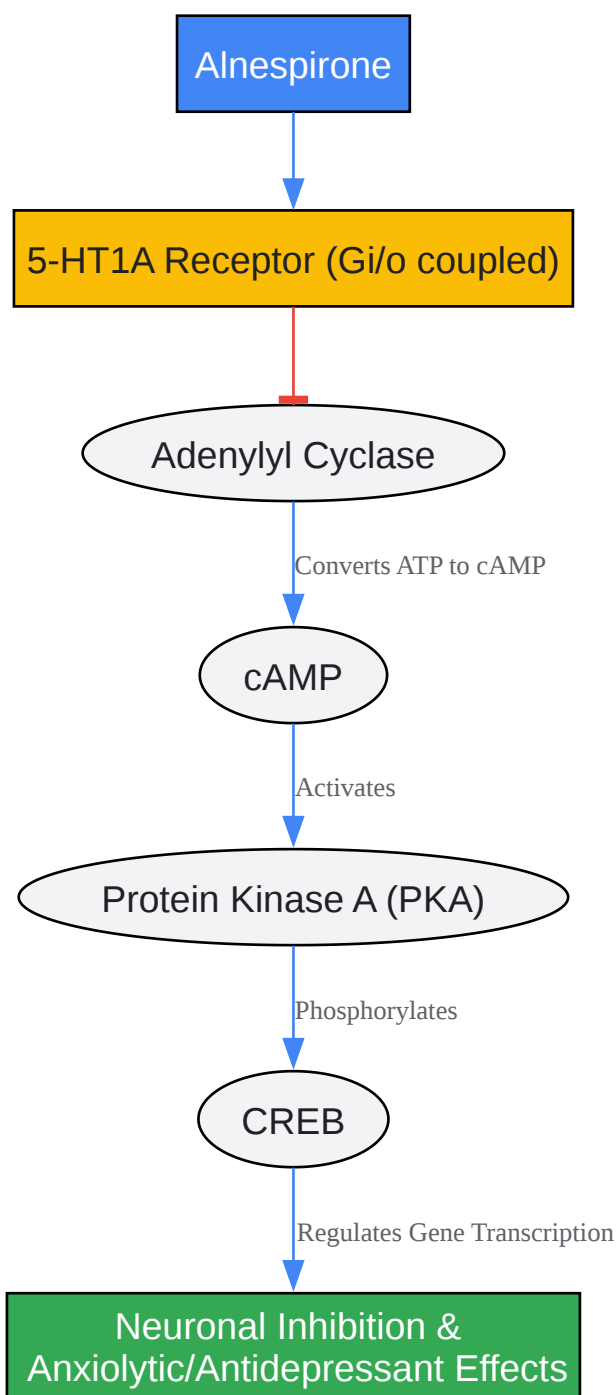 Alnespirone
5-HT1A Receptor (Gi/o coupled)
Adenylyl Cyclase
Converts ATP to cAMP
cAMP
Activates
Protein Kinase A (PKA)
Phosphorylates
CREB
Regulates Gene Transcription
Neuronal Inhibition &
Anxiolytic/Antidepressant Effects